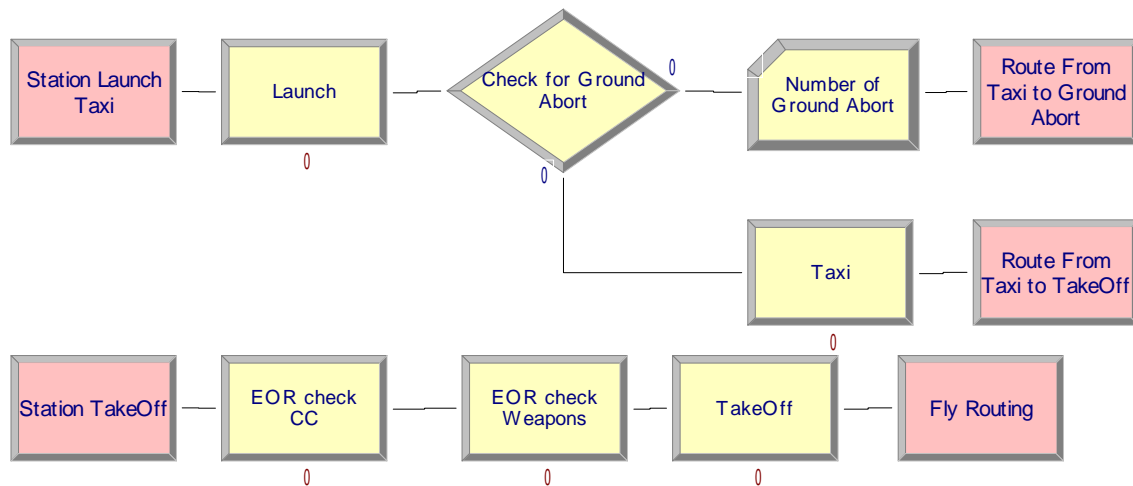 Station Launch
Taxi
Launch
0
Check for Ground
Abort
0
0
Number of
Ground Abort
Route From
Taxi to Ground
Abort
Taxi
0
Route From
Taxi to TakeOff
Station TakeOff
EOR check
CC
0
EOR check
Weapons
0
TakeOff
0
Fly Routing